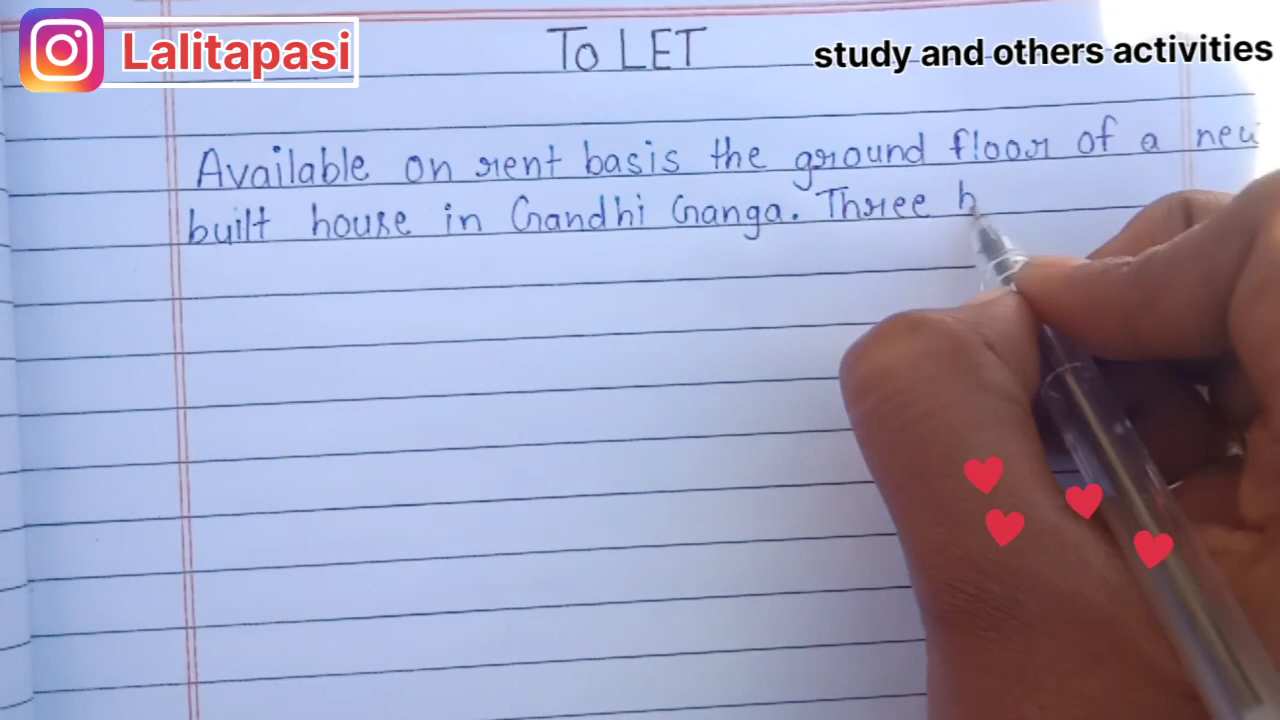 Lalitapasi
study and others activities
To LET
Available on rent basis the ground floor of a new
built house in Gandhi Ganga. Three